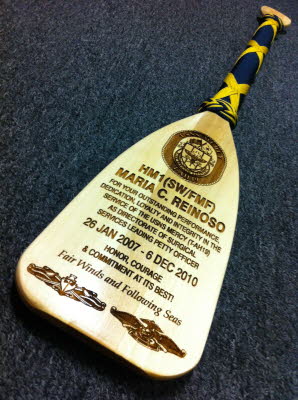 HM1(SW/FMF)
MARIA C. REINOSO
FOR YOUR OUTSTANDING PERFORMANCE,
DEDICATION, LOYALTY AND INTEGRITY IN THE
SERVICE OF THE USNS MERCY (T-AH19)
AS DIRECTORATE OF SURGICAL
SERVICES LEADING PETTY OFFICER
26 JAN 2007 - 6 DEC 2010
HONOR, COURAGE
& COMMITMENT AT ITS BEST!
Fair Winds and Following Seas